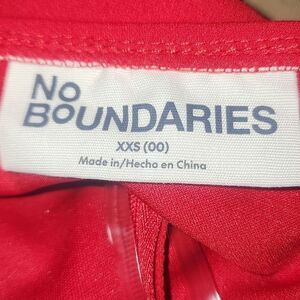 No
BoUNDARIES
XXS (00)
Made in/Hecho en China